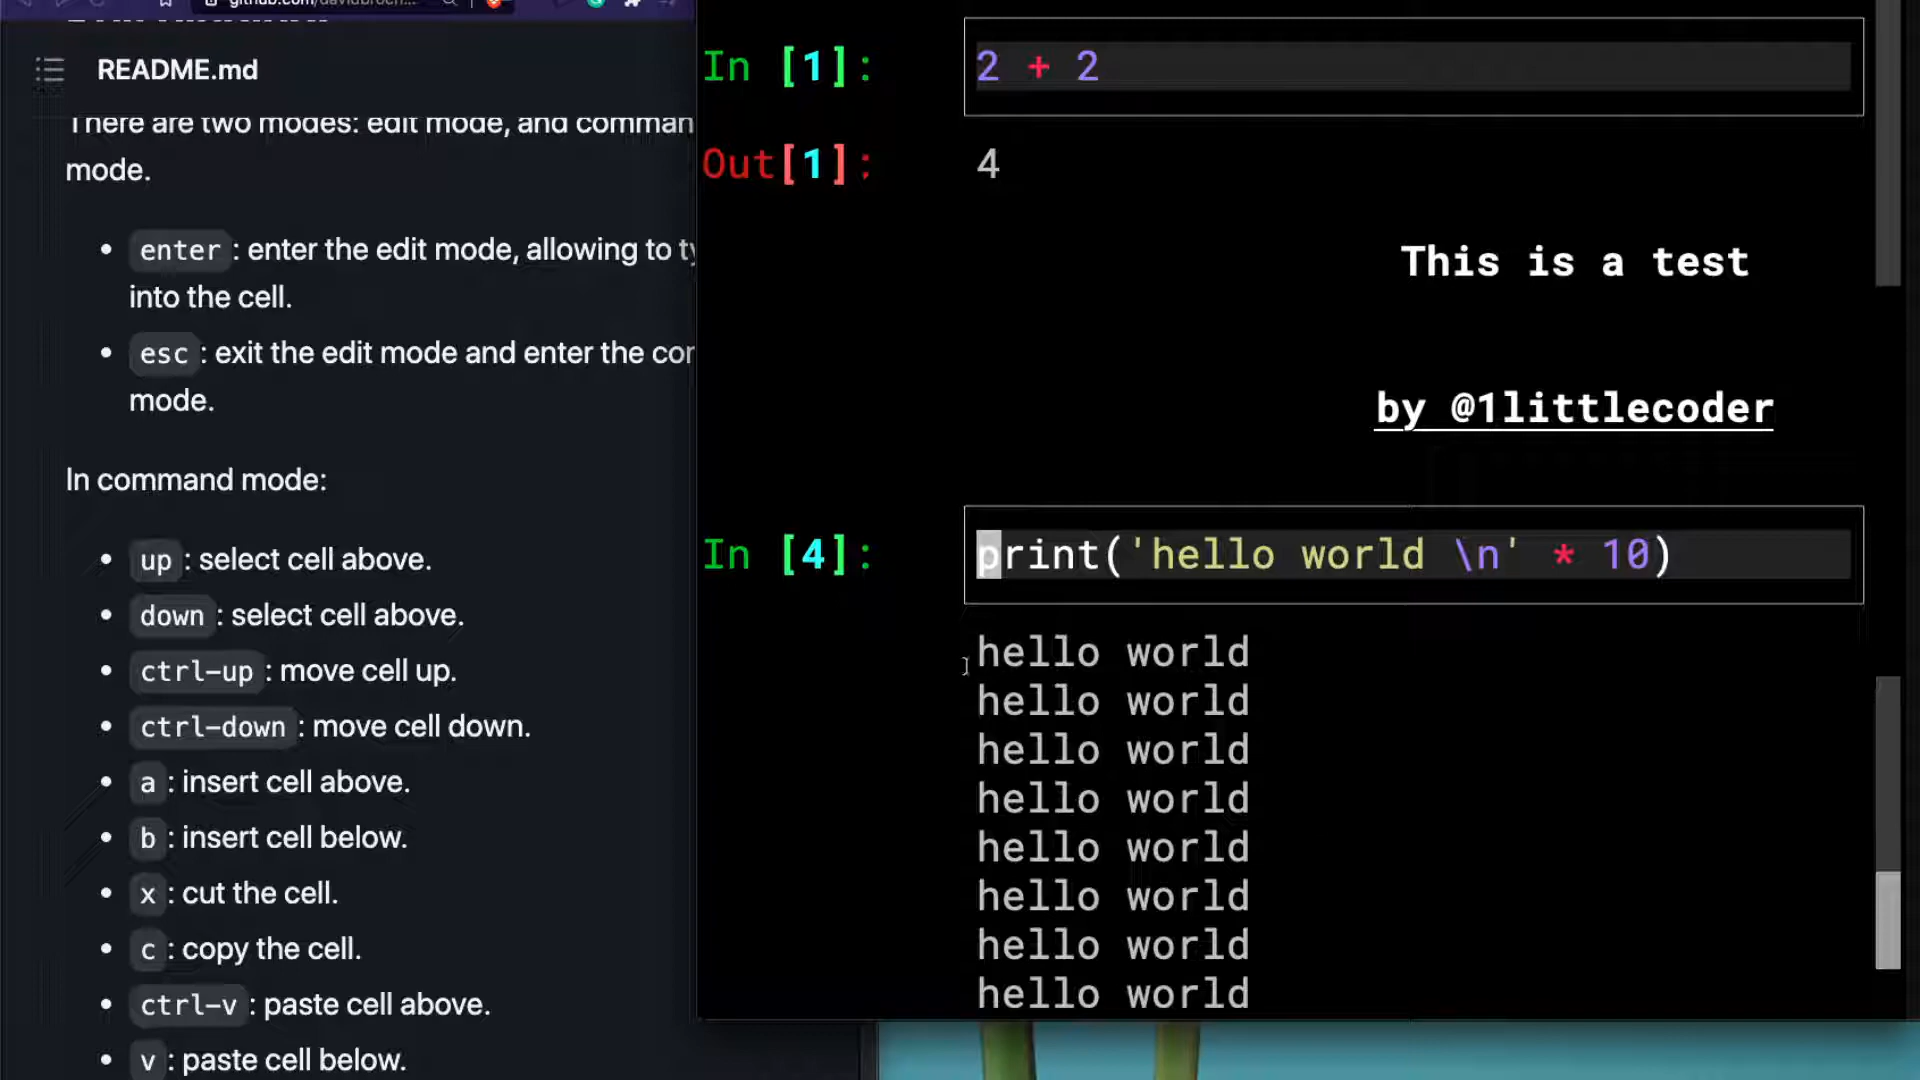 github.com/davidbroch...
README.md
There are two modes: edit mode, and comman
mode.
enter : enter the edit mode, allowing to ty
into the cell.
esc : exit the edit mode and enter the cor
mode.
In command mode:
up : select cell above.
down : select cell above.
ctrl-up : move cell up.
ctrl-down : move cell down.
a : insert cell above.
b : insert cell below.
x : cut the cell.
c : copy the cell.
ctrl-v : paste cell above.
v : paste cell below.
In [1]: 2 + 2
Out[1]: 4
This is a test
by @1littlecoder
In [4]: print('hello world \n' * 10)
hello world
hello world
hello world
hello world
hello world
hello world
hello world
hello world